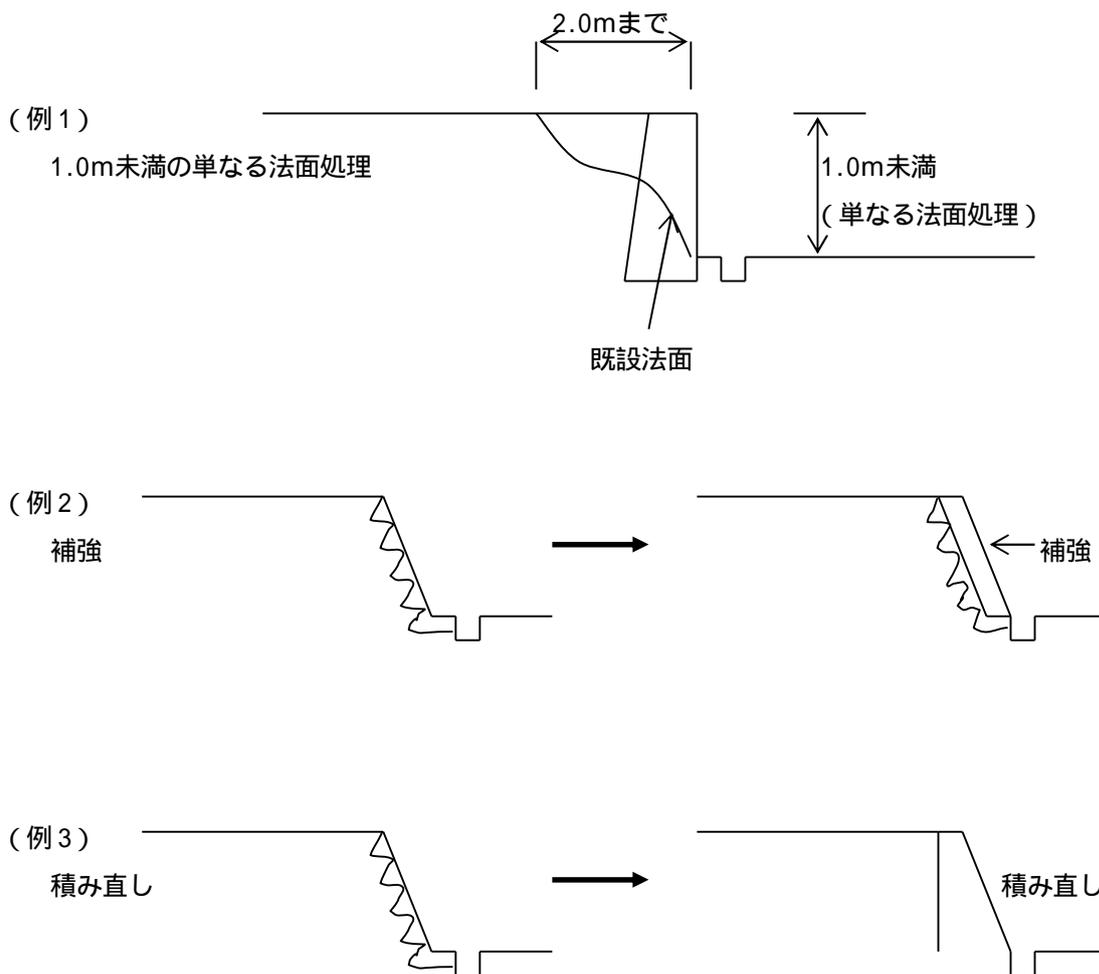 2.0mまで
(例1)
1.0m未満の単なる法面処理
1.0m未満
(単なる法面処理)
既設法面
(例2)
補強
補強
(例3)
積み直し
積み直し